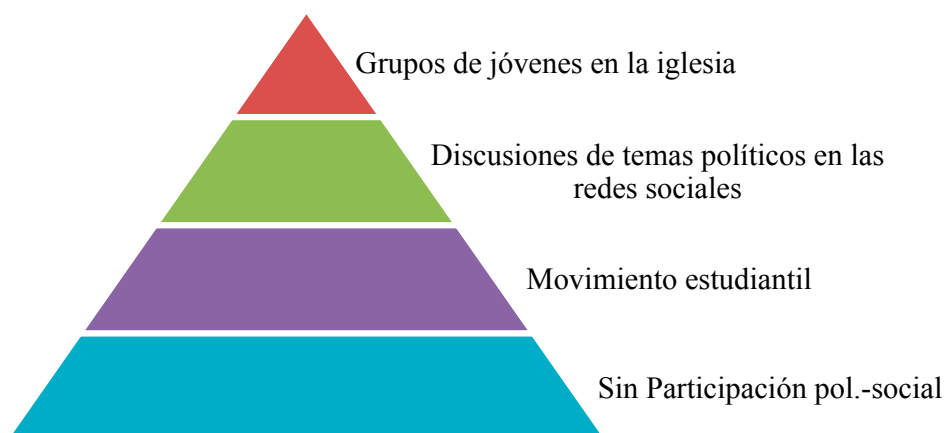 Grupos de jóvenes en la iglesia
Discusiones de temas políticos en las
redes sociales
Movimiento estudiantil
Sin Participación pol.-social